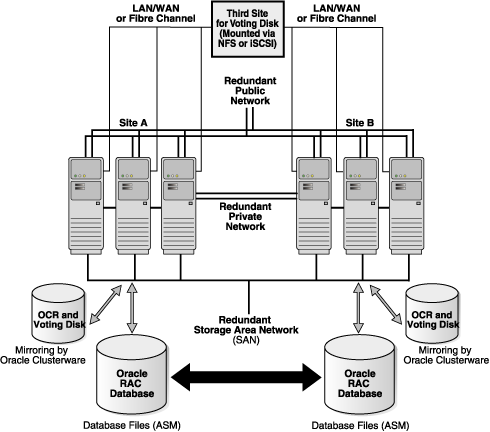 LAN/WAN
or Fibre Channel
Third Site
for Voting Disk
(Mounted via
NFS or iSCSI)
LAN/WAN
or Fibre Channel
Redundant
Public
Network
Site A
Site B
Redundant
Private
Network
OCR and
Voting Disk
Mirroring by
Oracle Clusterware
Redundant
Storage Area Network
(SAN)
OCR and
Voting Disk
Mirroring by
Oracle Clusterware
Oracle
RAC
Database
Oracle
RAC
Database
Database Files (ASM)
Database Files (ASM)